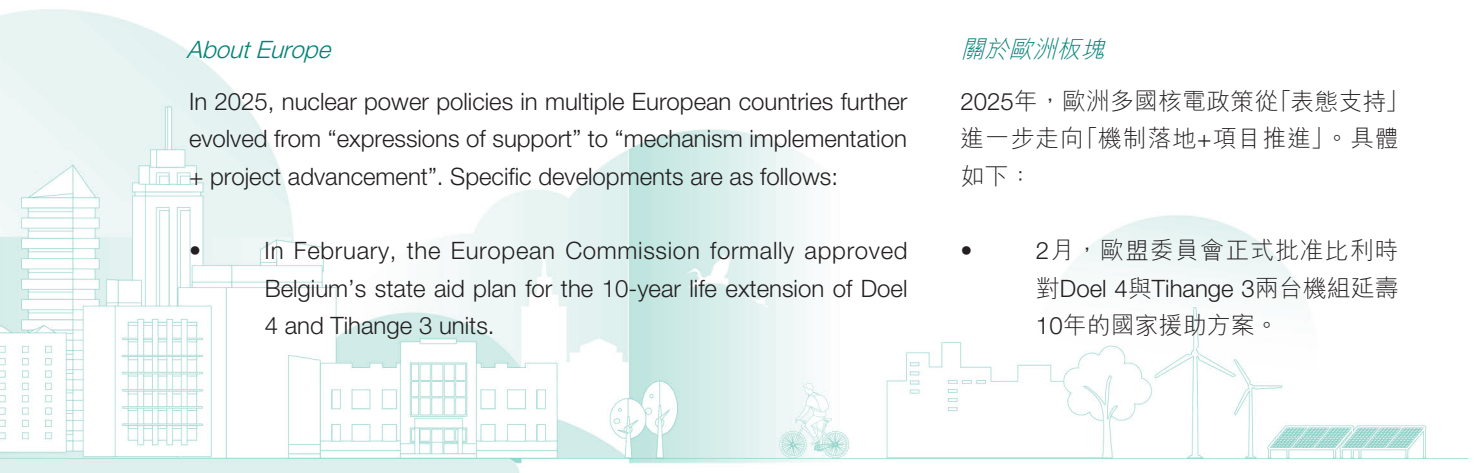 About Europe
In 2025, nuclear power policies in multiple European countries further
evolved from “expressions of support” to “mechanism implementation
+ project advancement”. Specific developments are as follows:
• In February, the European Commission formally approved
Belgium’s state aid plan for the 10-year life extension of Doel
4 and Tihange 3 units.
關於歐洲板塊
2025年，歐洲多國核電政策從「表態支持」
進一步走向「機制落地+項目推進」。具體
如下：
• 2月，歐盟委員會正式批准比利時
對Doel 4與Tihange 3兩台機組延壽
10年的國家援助方案。